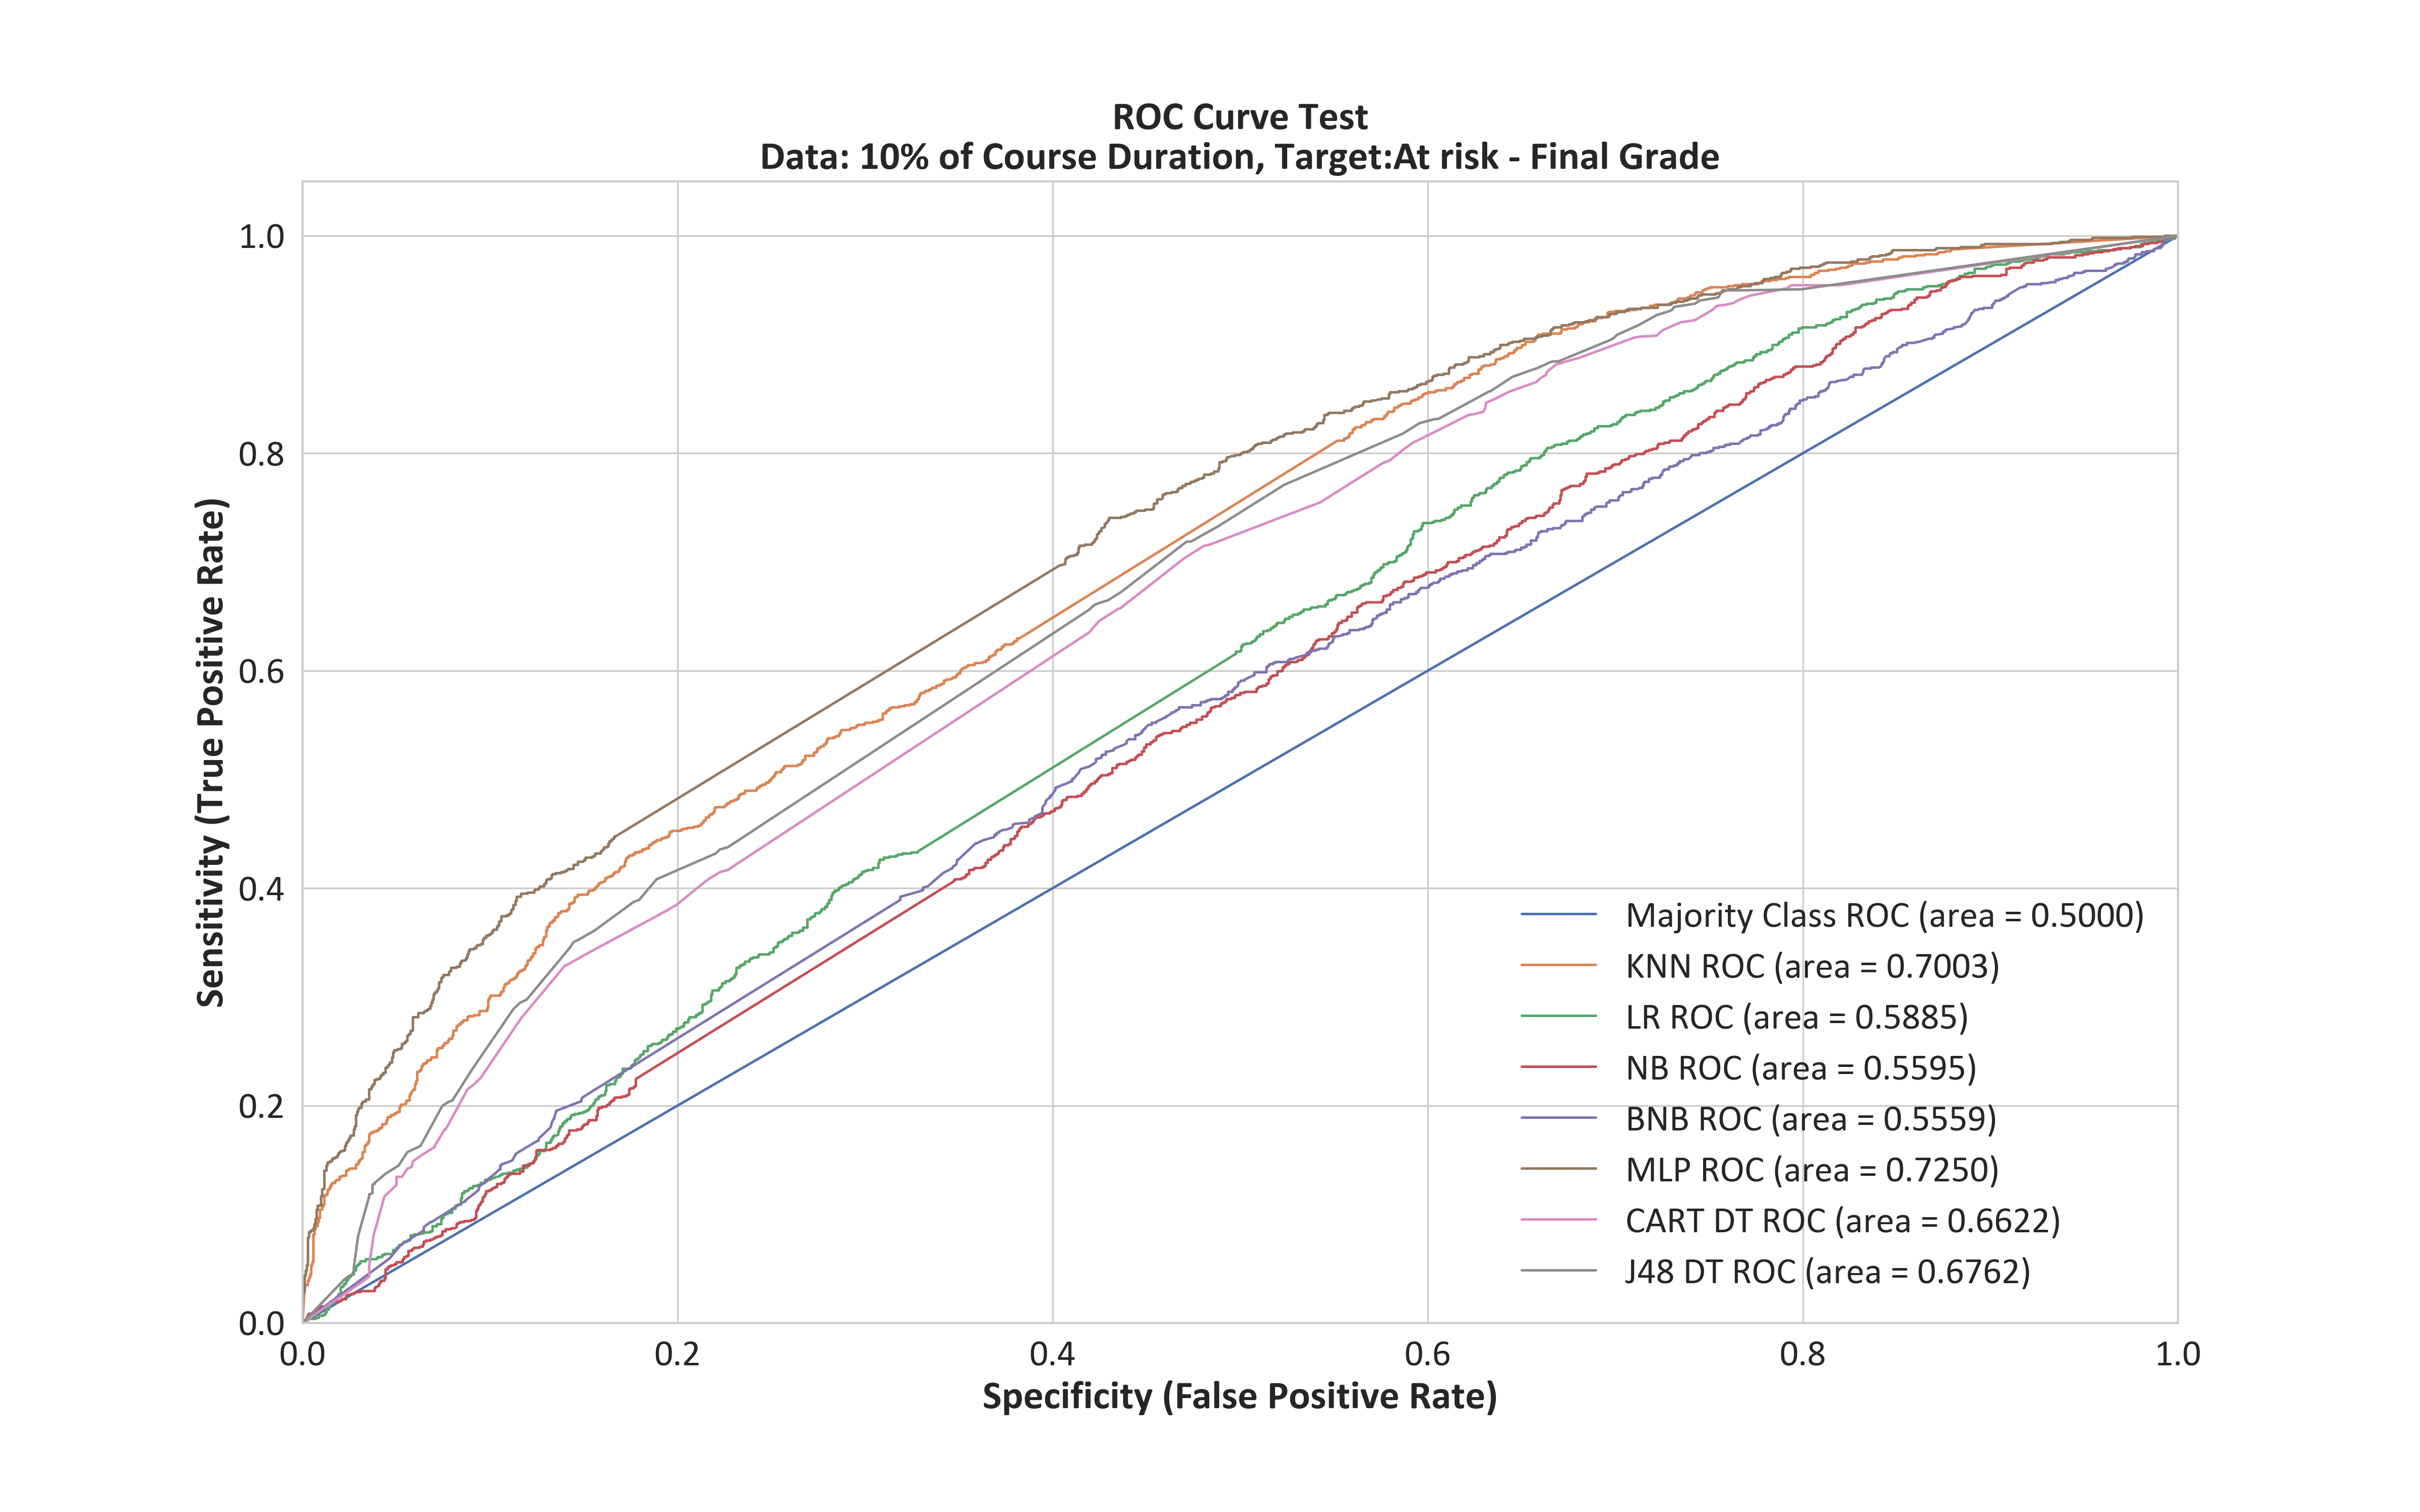 ROC Curve Test
Data: 10% of Course Duration, Target:At risk - Final Grade
Sensitivity (True Positive Rate)
1.0
0.8
0.6
0.4
0.2
0.0
Majority Class ROC (area = 0.5000)
KNN ROC (area = 0.7003)
LR ROC (area = 0.5885)
NB ROC (area = 0.5595)
BNB ROC (area = 0.5559)
MLP ROC (area = 0.7250)
CART DT ROC (area = 0.6622)
J48 DT ROC (area = 0.6762)
0.0 0.2 0.4 0.6 0.8 1.0
Specificity (False Positive Rate)